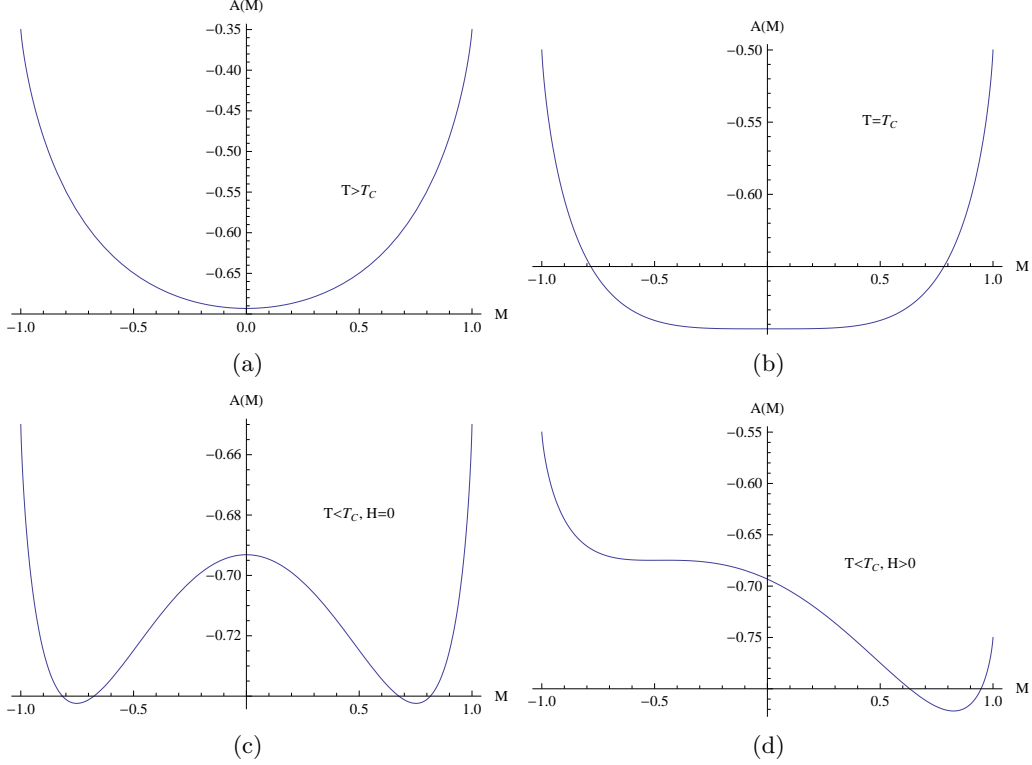 A(M)
−0.35
−0.40
−0.45
−0.50
−0.55
−0.60
−0.65
T>T_C
−1.0 −0.5 0.0 0.5 1.0 M
(a)
A(M)
−0.50
−0.55
−0.60
T=T_C
−1.0 −0.5 0.5 1.0 M
(b)
A(M)
−0.66
−0.68
−0.70
−0.72
T<T_C, H=0
−1.0 −0.5 0.5 1.0 M
(c)
A(M)
−0.55
−0.60
−0.65
−0.70
−0.75
T<T_C, H>0
−1.0 −0.5 0.5 1.0 M
(d)